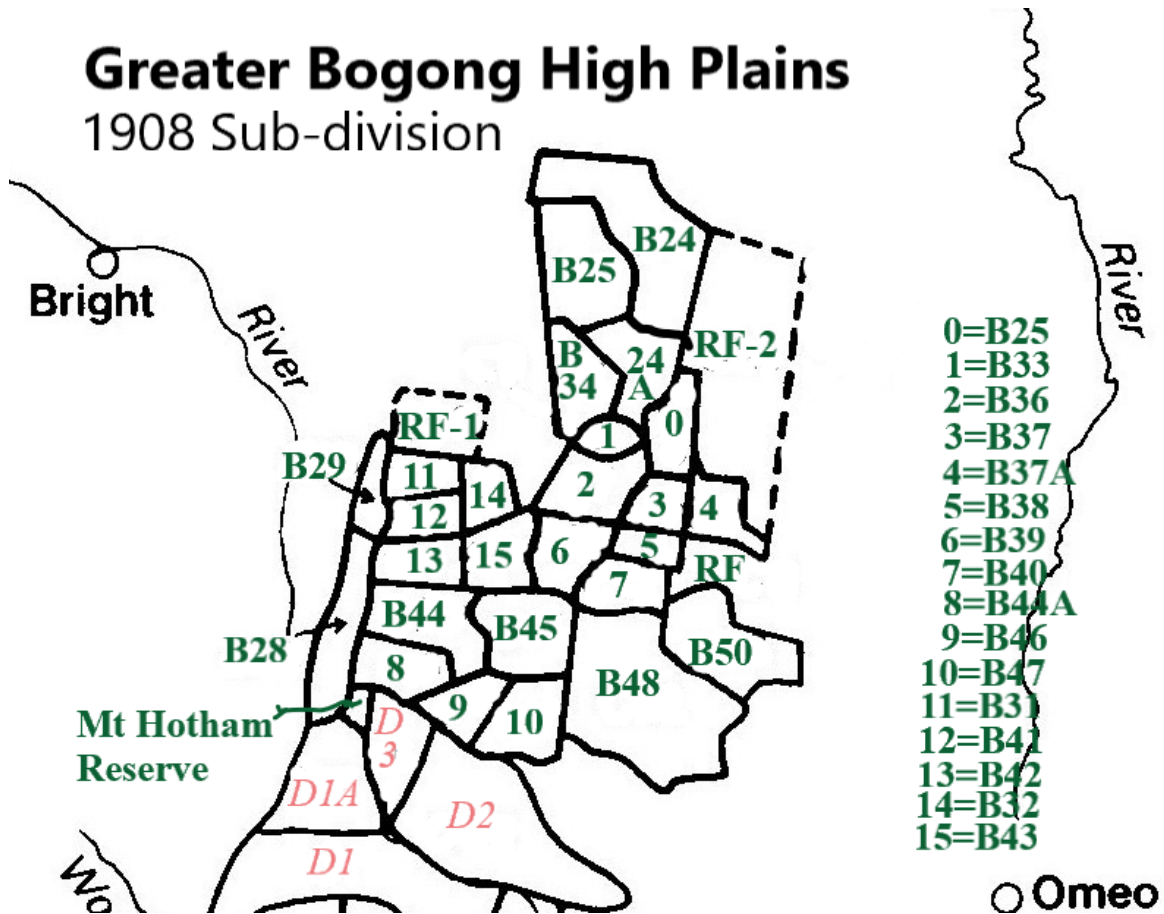 Greater Bogong High Plains
1908 Sub-division
B24
B25
Bright
River
River
RF-2
B
34
24
A
0=B25
1=B33
2=B36
3=B37
4=B37A
5=B38
6=B39
7=B40
8=B44A
9=B46
10=B47
11=B31
12=B41
13=B42
14=B32
15=B43
RF-1
0
1
B29
11
14
2
3
4
12
13
15
6
5
RF
7
B44
B45
B28
8
B48
B50
Mt Hotham
Reserve
9
10
D
3
D1A
D2
D1
Wo
Omeo